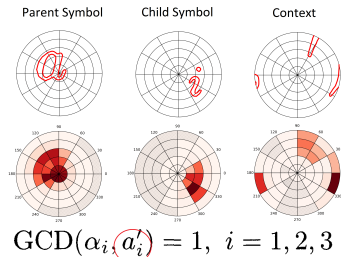 Parent Symbol Child Symbol Context
a i
90 90 90
120 60 120 60 120 60
150 30 150 30 150 30
180 0 180 0 180 0
210 330 210 330 210 330
240 300 240 300 240 300
270 270 270
GCD(α_i, a'_i) = 1, i = 1, 2, 3